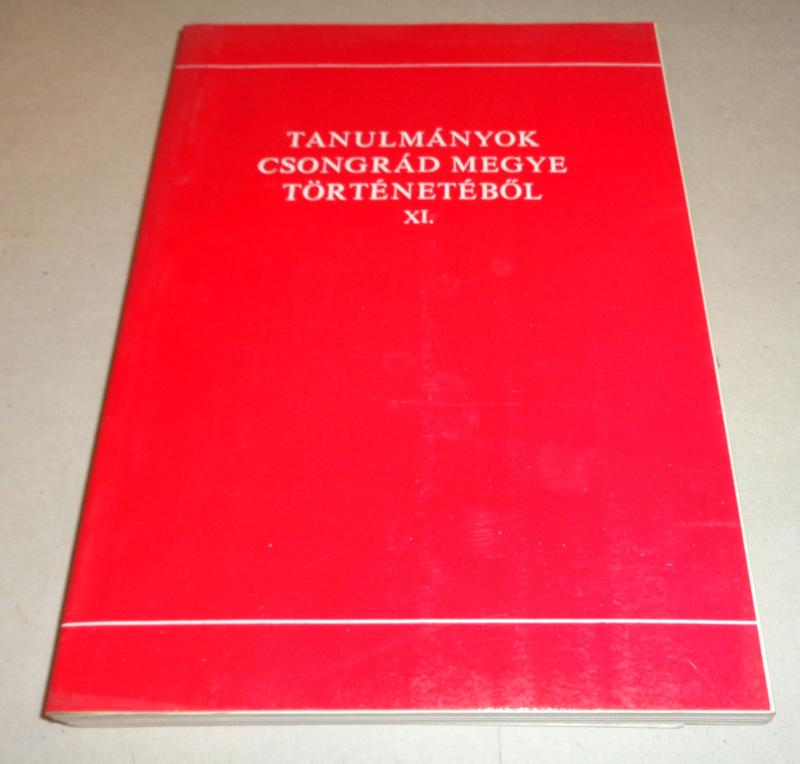 TANULMÁNYOK
CSONGRÁD MEGYE
TÖRTÉNETÉBŐL
XI.